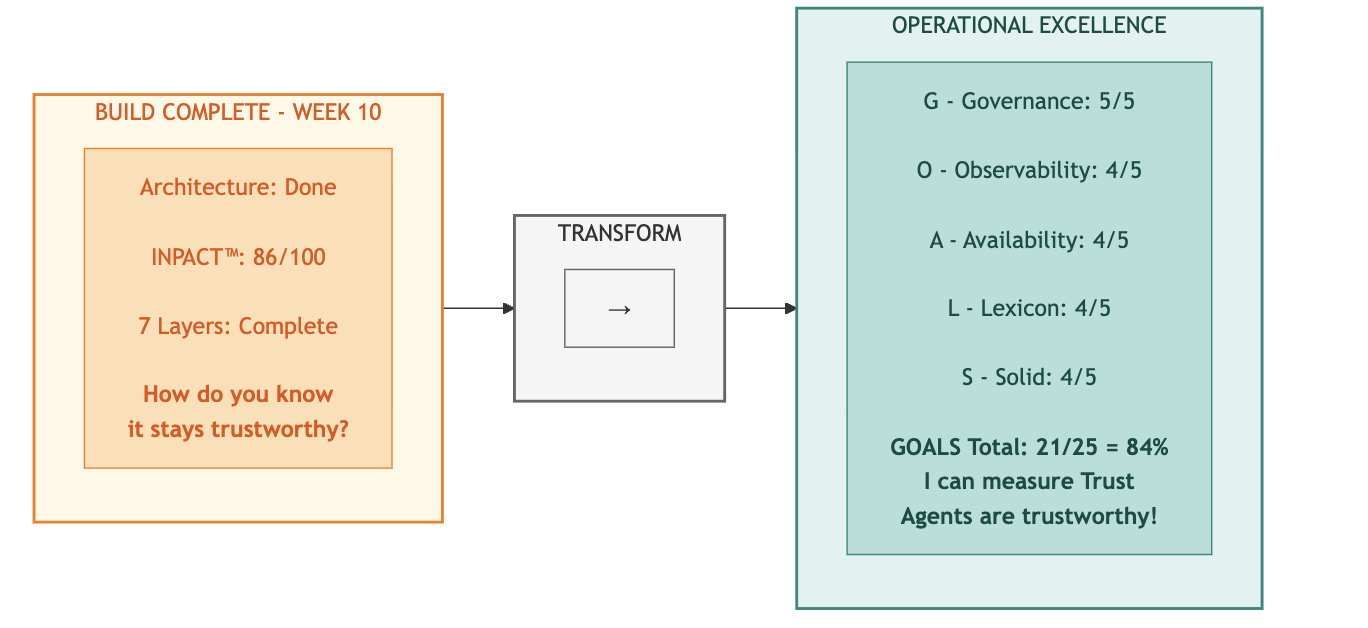 BUILD COMPLETE - WEEK 10
Architecture: Done
INPACT™: 86/100
7 Layers: Complete
How do you know
it stays trustworthy?
TRANSFORM
→
OPERATIONAL EXCELLENCE
G - Governance: 5/5
O - Observability: 4/5
A - Availability: 4/5
L - Lexicon: 4/5
S - Solid: 4/5
GOALS Total: 21/25 = 84%
I can measure Trust
Agents are trustworthy!